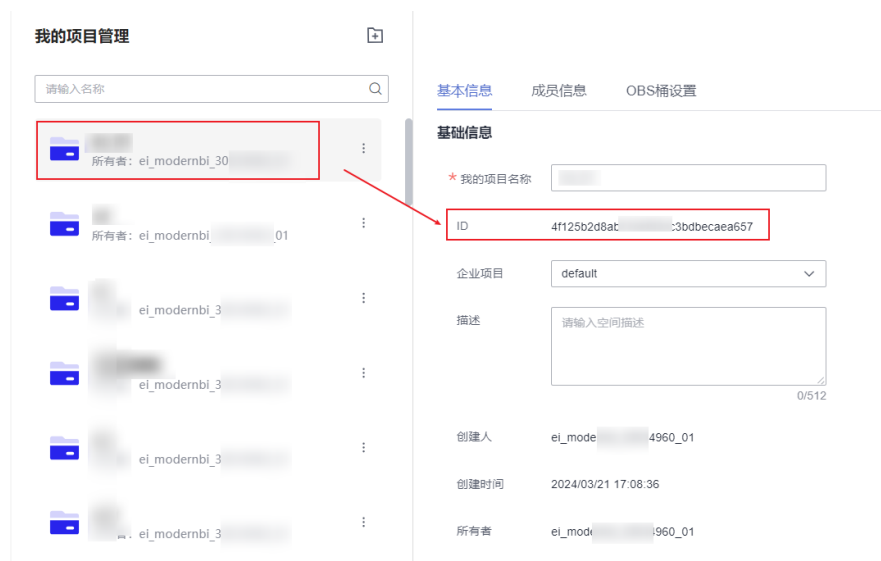 我的项目管理
请输入名称
所有者：ei_modernbi_30
所有者：ei_modernbi_ _01
ei_modernbi_3
ei_modernbi_3
ei_modernbi_3
ei_modernbi_3
基本信息 成员信息 OBS桶设置
基础信息
* 我的项目名称
ID 4f125b2d8ab c3bdbecaea657
企业项目 default
描述 请输入空间描述
0/512
创建人 ei_mode 4960_01
创建时间 2024/03/21 17:08:36
所有者 ei_mode 960_01